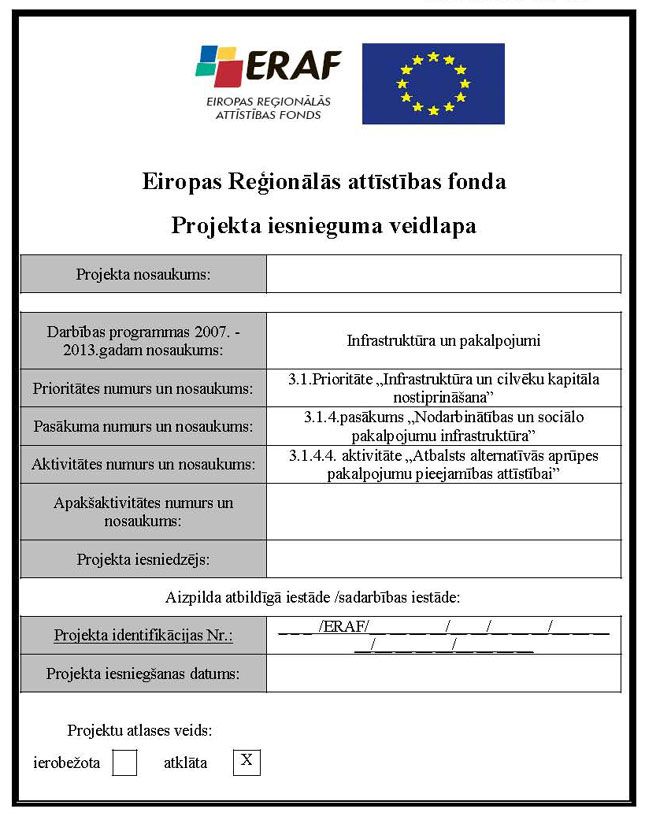 ERAF
EIROPAS REĢIONĀLĀS
ATTĪSTĪBAS FONDS
Eiropas Reģionālās attīstības fonda
Projekta iesnieguma veidlapa
Projekta nosaukums:
Darbības programmas 2007. -
2013.gadam nosaukums:
Infrastruktūra un pakalpojumi
Prioritātes numurs un nosaukums:
3.1.Prioritāte „Infrastruktūra un cilvēku kapitāla
nostiprināšana”
Pasākuma numurs un nosaukums:
3.1.4.pasākums „Nodarbinātības un sociālo
pakalpojumu infrastruktūra”
Aktivitātes numurs un nosaukums:
3.1.4.4. aktivitāte „Atbalsts alternatīvās aprūpes
pakalpojumu pieejamības attīstībai”
Apakšaktivitātes numurs un
nosaukums:
Projekta iesniedzējs:
Aizpilda atbildīgā iestāde /sadarbības iestāde:
Projekta identifikācijas Nr.:
_ _ _ /ERAF/_ _ _ _/_ _/_ _ _/_ _ _
_/_ _ _ _/_ _ _ _
Projekta iesniegšanas datums:
Projektu atlases veids:
ierobežota atklāta X